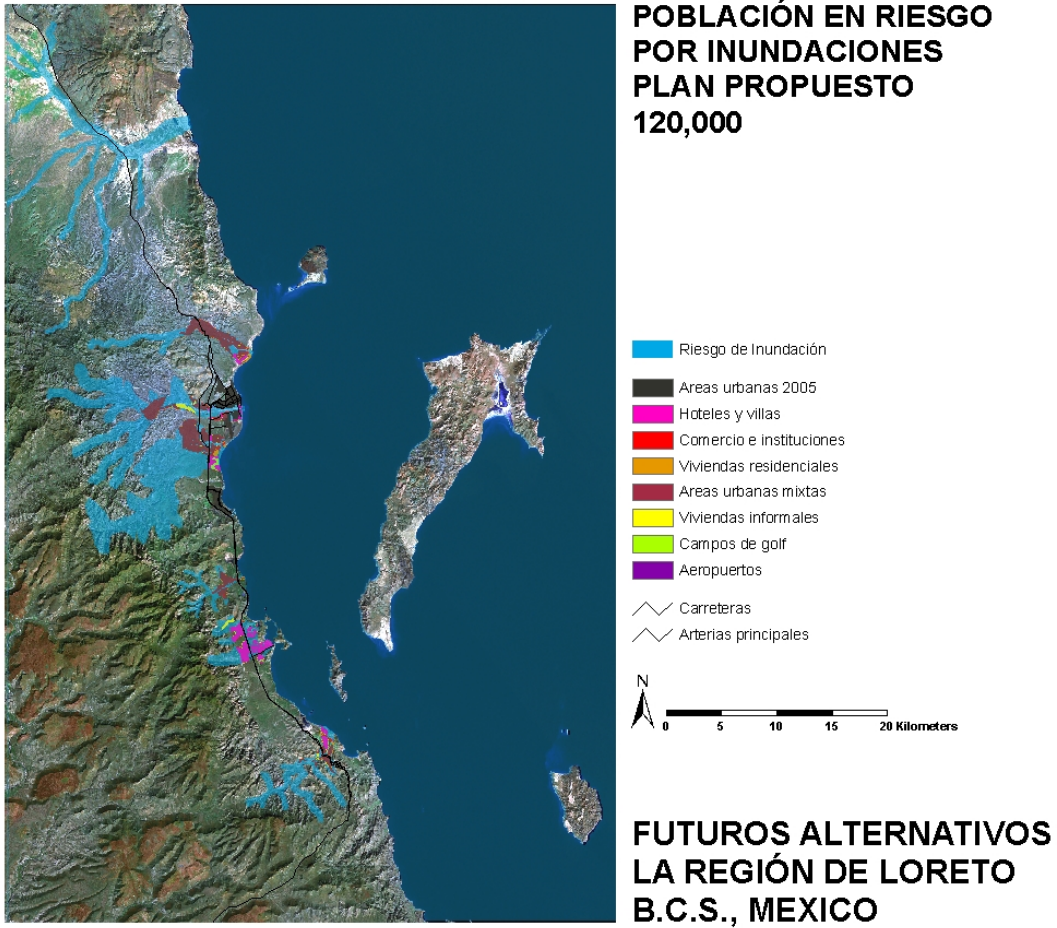 POBLACIÓN EN RIESGO
POR INUNDACIONES
PLAN PROPUESTO
120,000
Riesgo de Inundación
Areas urbanas 2005
Hoteles y villas
Comercio e instituciones
Viviendas residenciales
Areas urbanas mixtas
Viviendas informales
Campos de golf
Aeropuertos
Carreteras
Arterias principales
N
0 5 10 15 20 Kilometers
FUTUROS ALTERNATIVOS
LA REGIÓN DE LORETO
B.C.S., MEXICO